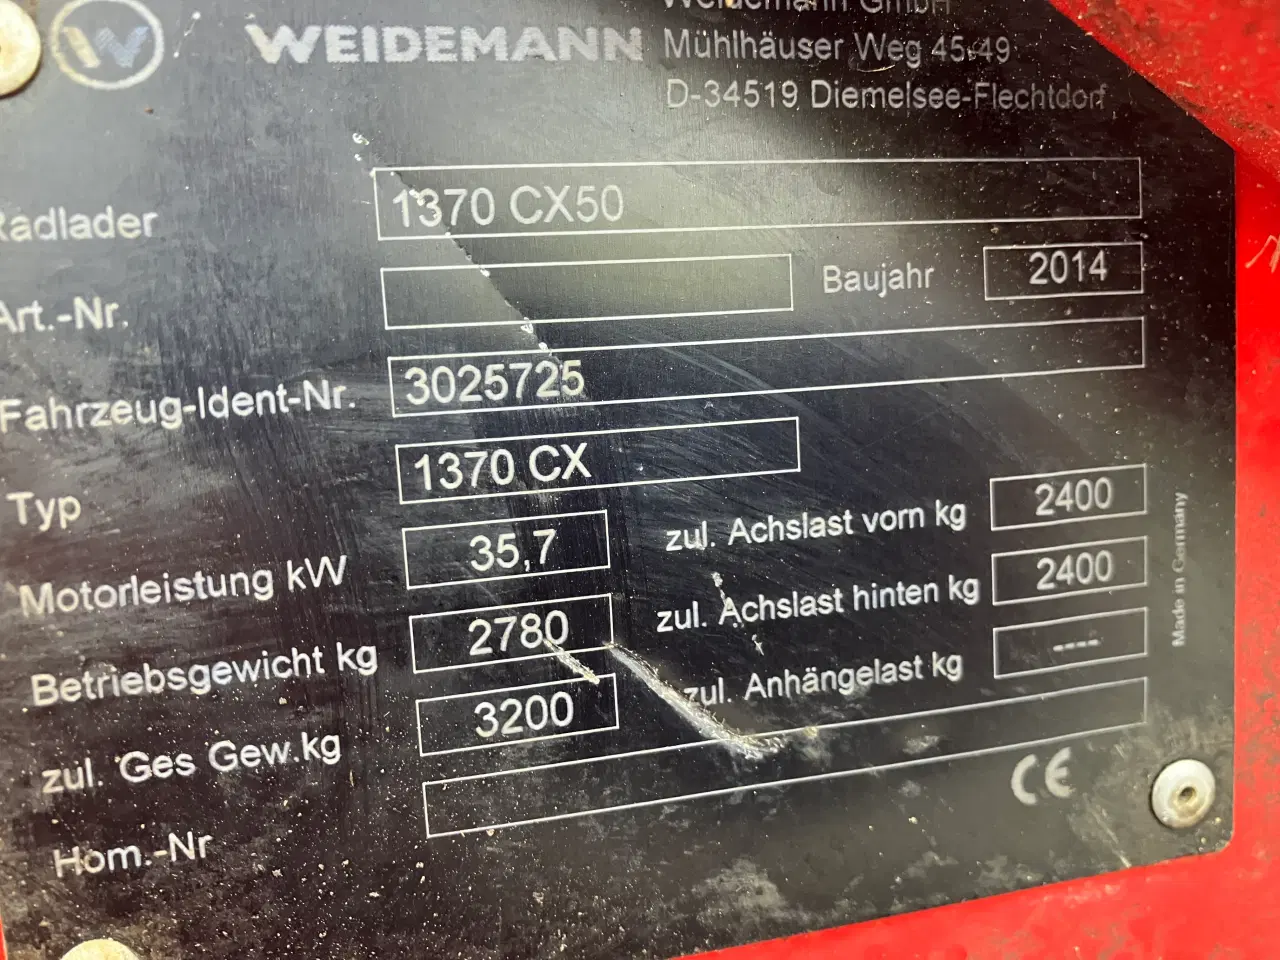 WEIDEMANN
Weidemann GmbH
Mühlhäuser Weg 45-49
D-34519 Diemelsee-Flechtdorf
Radlader 1370 CX50
Art.-Nr. Baujahr 2014
Fahrzeug-Ident-Nr. 3025725
Typ 1370 CX
Motorleistung kW 35,7 zul. Achslast vorn kg 2400
Betriebsgewicht kg 2780 zul. Achslast hinten kg 2400
zul. Ges Gew.kg 3200 zul. Anhängelast kg ----
Hom.-Nr
CE
Made in Germany